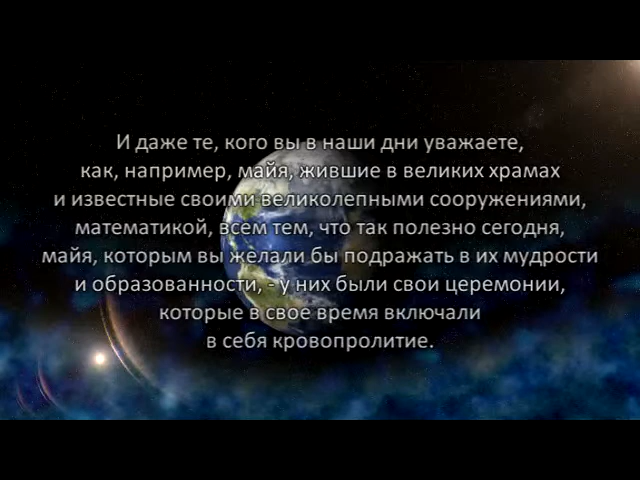 И даже те, кого вы в наши дни уважаете,
как, например, майя, жившие в великих храмах
и известные своими великолепными сооружениями,
математикой, всем тем, что так полезно сегодня,
майя, которым вы желали бы подражать в их мудрости
и образованности, - у них были свои церемонии,
которые в свое время включали
в себя кровопролитие.